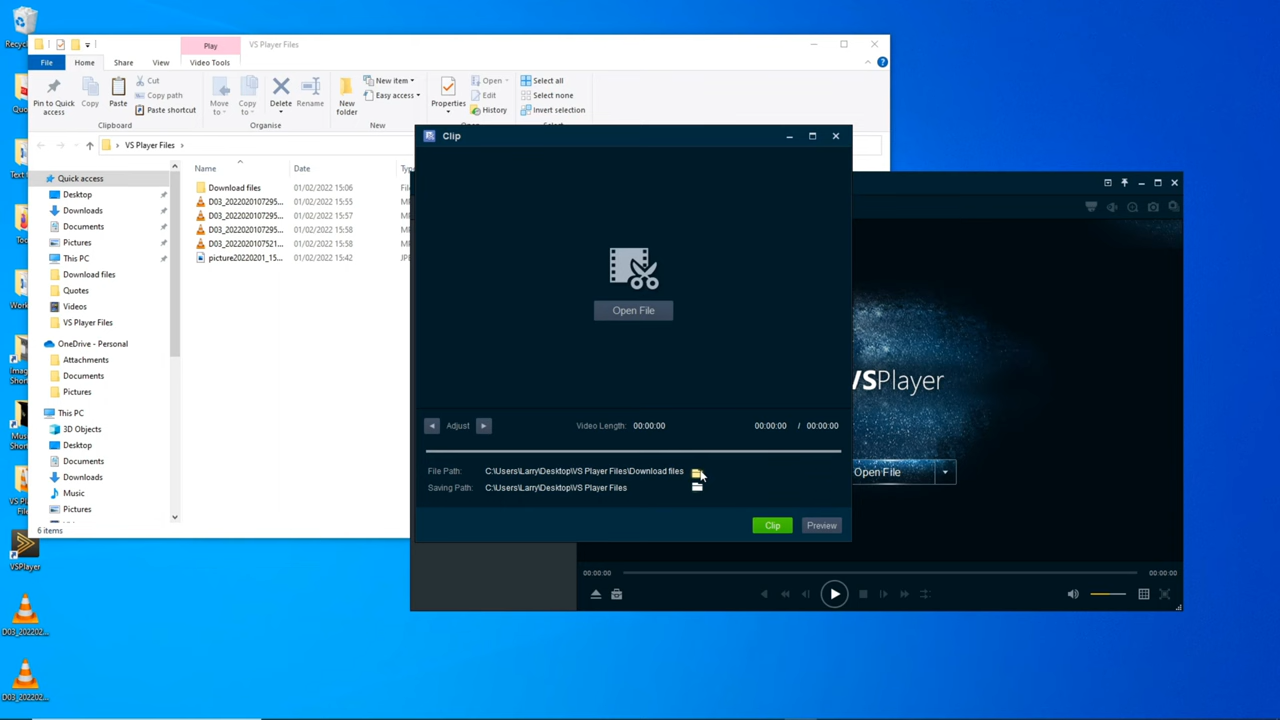 Play
VS Player Files
File
Home
Share
View
Video Tools
Pin to Quick access
Copy
Paste
Cut
Copy path
Paste shortcut
Clipboard
Move to
Copy to
Delete
Rename
Organise
New folder
New item
Easy access
New
Properties
Open
Edit
History
Select all
Select none
Invert selection
VS Player Files
Quick access
Desktop
Downloads
Documents
Pictures
This PC
Download files
Quotes
Videos
VS Player Files
OneDrive - Personal
Attachments
Documents
Pictures
This PC
3D Objects
Desktop
Documents
Downloads
Music
Pictures
6 items
Name
Date
Download files 01/02/2022 15:06
D03_2022020107295... 01/02/2022 15:55
D03_2022020107295... 01/02/2022 15:57
D03_2022020107295... 01/02/2022 15:58
D03_2022020107521... 01/02/2022 15:58
picture20220201_15... 01/02/2022 15:42
Clip
Open File
Adjust
Video Length: 00:00:00
00:00:00 / 00:00:00
File Path: C:\Users\Larry\Desktop\VS Player Files\Download files
Saving Path: C:\Users\Larry\Desktop\VS Player Files
Clip
Preview
VSPlayer
Open File
00:00:00
00:00:00
VSPlayer
D03_202202...
D03_202202...